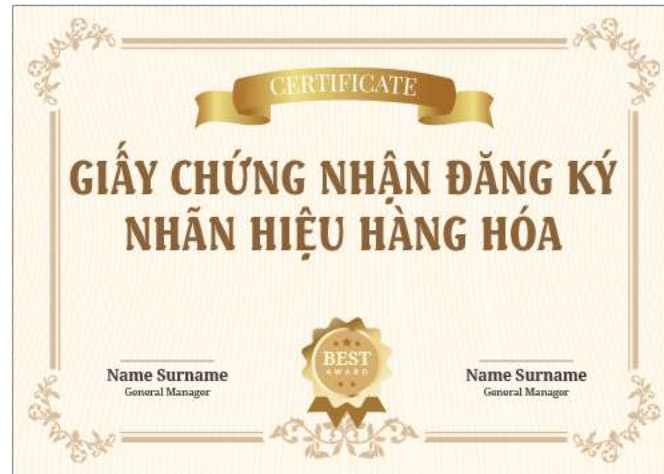 CERTIFICATE
GIẤY CHỨNG NHẬN ĐĂNG KÝ
NHÃN HIỆU HÀNG HÓA
BEST
AWARD
Name Surname
General Manager
Name Surname
General Manager